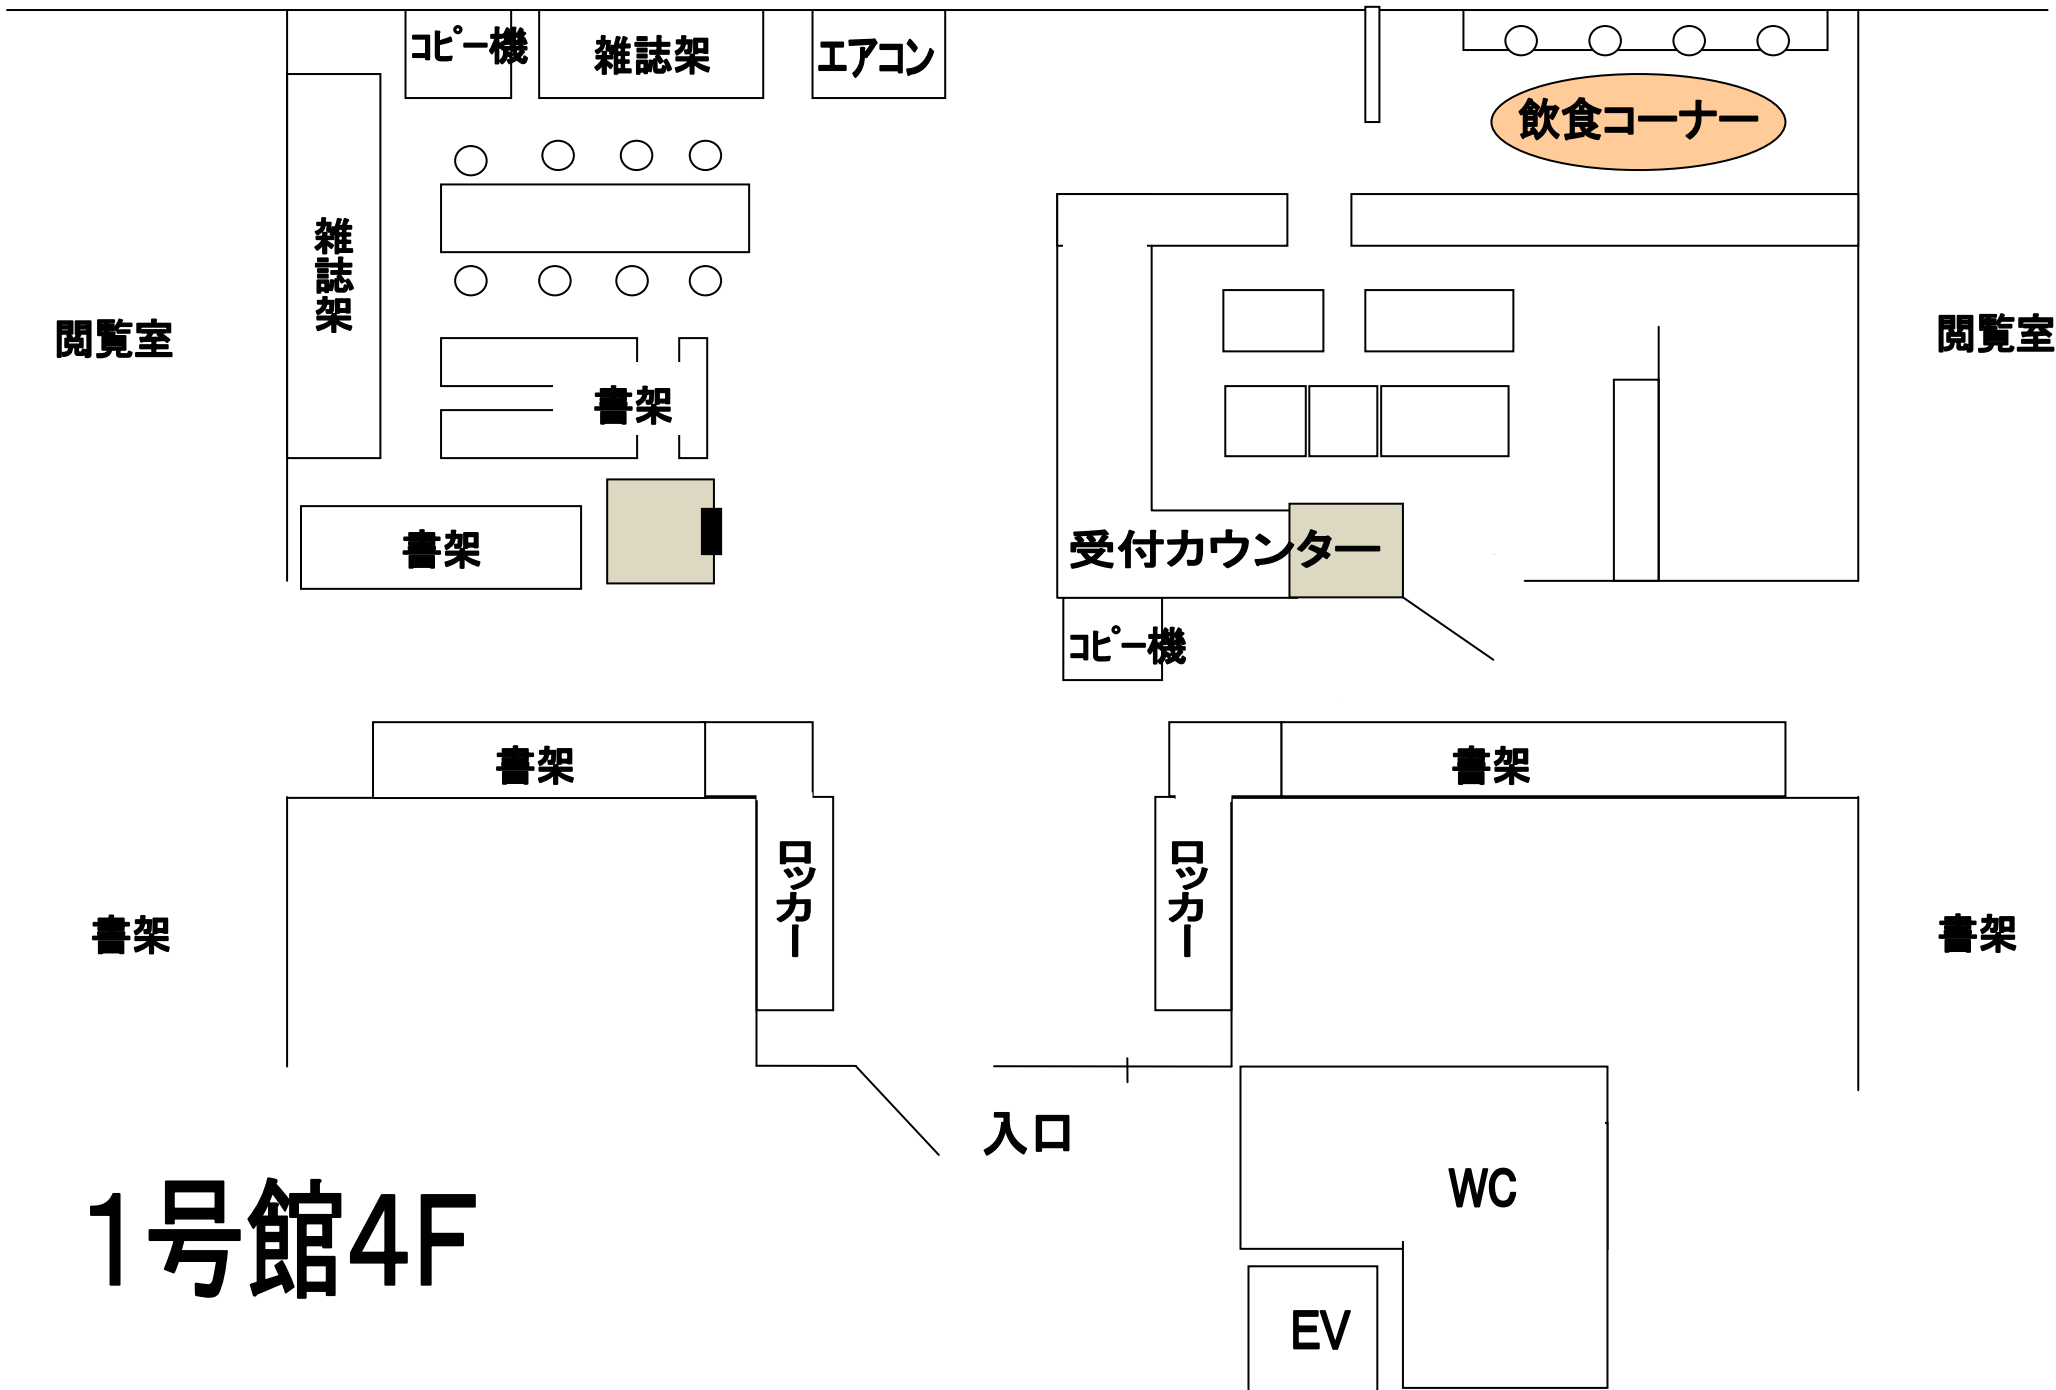 コピー機
雑誌架
エアコン
飲食コーナー
雑誌架
閲覧室
閲覧室
書架
書架
受付カウンター
コピー機
書架
書架
ロッカー
ロッカー
書架
書架
入口
WC
1号館4F
EV